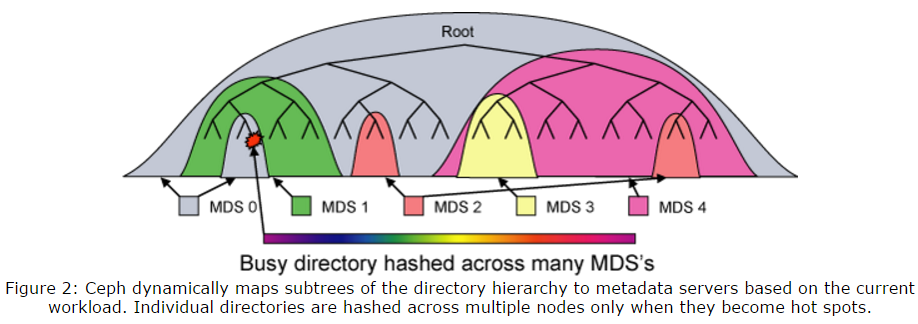 Root
MDS 0
MDS 1
MDS 2
MDS 3
MDS 4
Busy directory hashed across many MDS's
Figure 2: Ceph dynamically maps subtrees of the directory hierarchy to metadata servers based on the current
workload. Individual directories are hashed across multiple nodes only when they become hot spots.